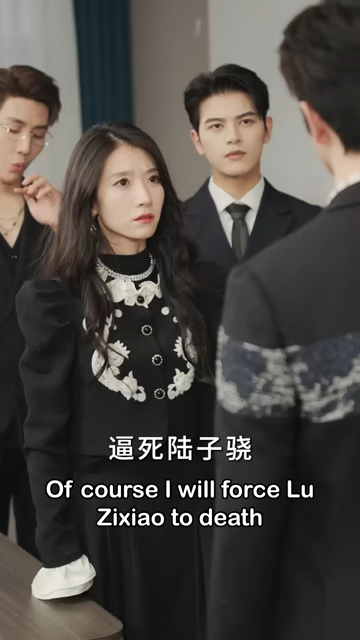 逼死陆子骁
Of course I will force Lu
Zixiao to death